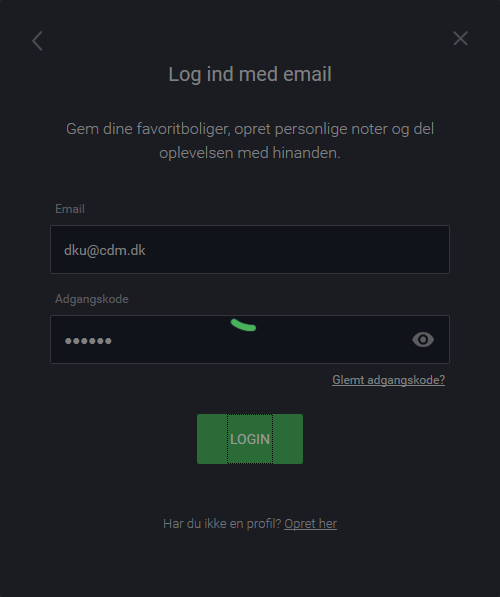 Log ind med email
Gem dine favoritboliger, opret personlige noter og del
oplevelsen med hinanden.
Email
dku@cdm.dk
Adgangskode
●●●●●●
Glemt adgangskode?
LOGIN
Har du ikke en profil? Opret her